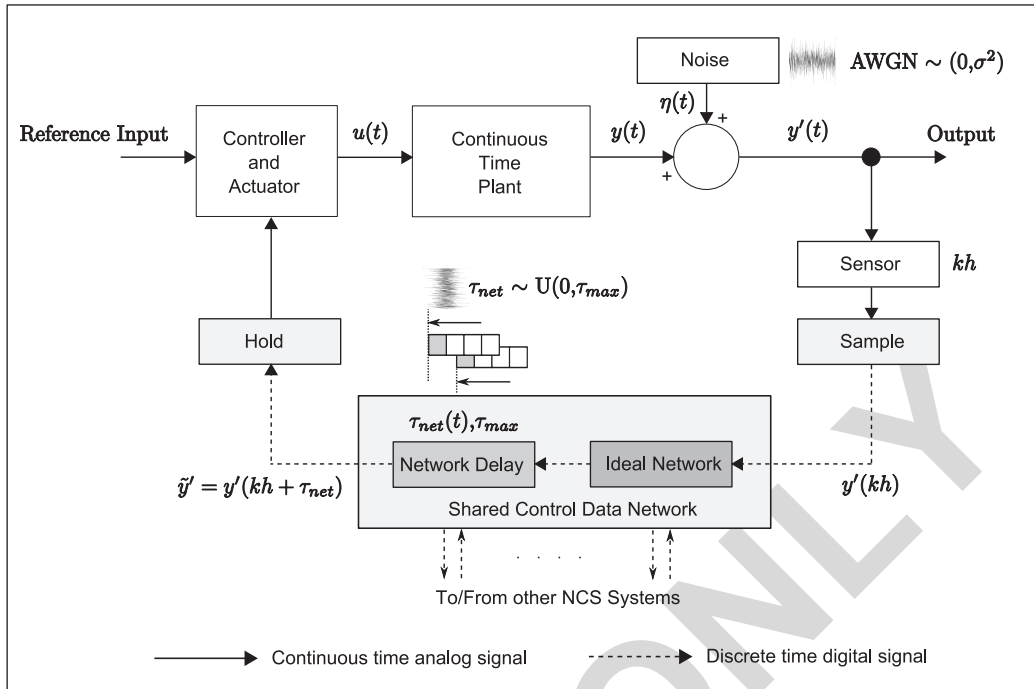 Noise
AWGN ∼ (0,σ²)
η(t)
+
Reference Input
Controller
and
Actuator
u(t)
Continuous
Time
Plant
y(t)
+
y′(t)
Output
Sensor
kh
τnet ∼ U(0,τmax)
Hold
Sample
τnet(t),τmax
Network Delay
Ideal Network
ỹ′ = y′(kh + τnet)
y′(kh)
Shared Control Data Network
. . . .
To/From other NCS Systems
Continuous time analog signal
Discrete time digital signal
ONLY